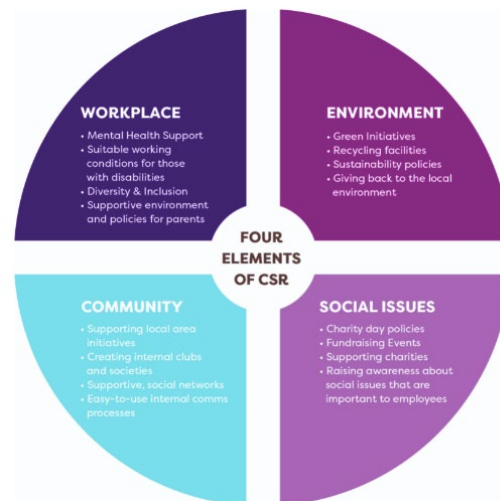 WORKPLACE
• Mental Health Support
• Suitable working
conditions for those
with disabilities
• Diversity & Inclusion
• Supportive environment
and policies for parents
ENVIRONMENT
• Green Initiatives
• Recycling facilities
• Sustainability policies
• Giving back to the local
environment
FOUR
ELEMENTS
OF CSR
COMMUNITY
• Supporting local area
initiatives
• Creating internal clubs
and societies
• Supportive, social networks
• Easy-to-use internal comms
processes
SOCIAL ISSUES
• Charity day policies
• Fundraising Events
• Supporting charities
• Raising awareness about
social issues that are
important to employees